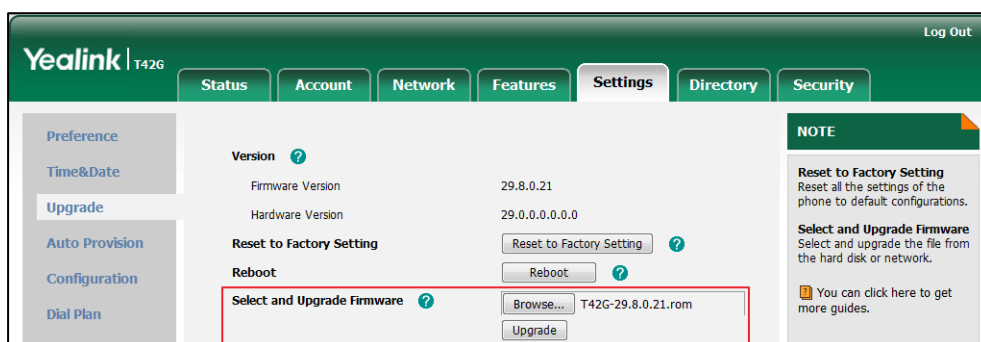 Log Out
Yealink | T42G
Status Account Network Features Settings Directory Security
Preference
Time&Date
Upgrade
Auto Provision
Configuration
Dial Plan
Version ?
Firmware Version 29.8.0.21
Hardware Version 29.0.0.0.0.0.0
Reset to Factory Setting Reset to Factory Setting ?
Reboot Reboot ?
Select and Upgrade Firmware ? Browse... T42G-29.8.0.21.rom
Upgrade
NOTE
Reset to Factory Setting
Reset all the settings of the
phone to default configurations.
Select and Upgrade Firmware
Select and upgrade the file from
the hard disk or network.
? You can click here to get
more guides.